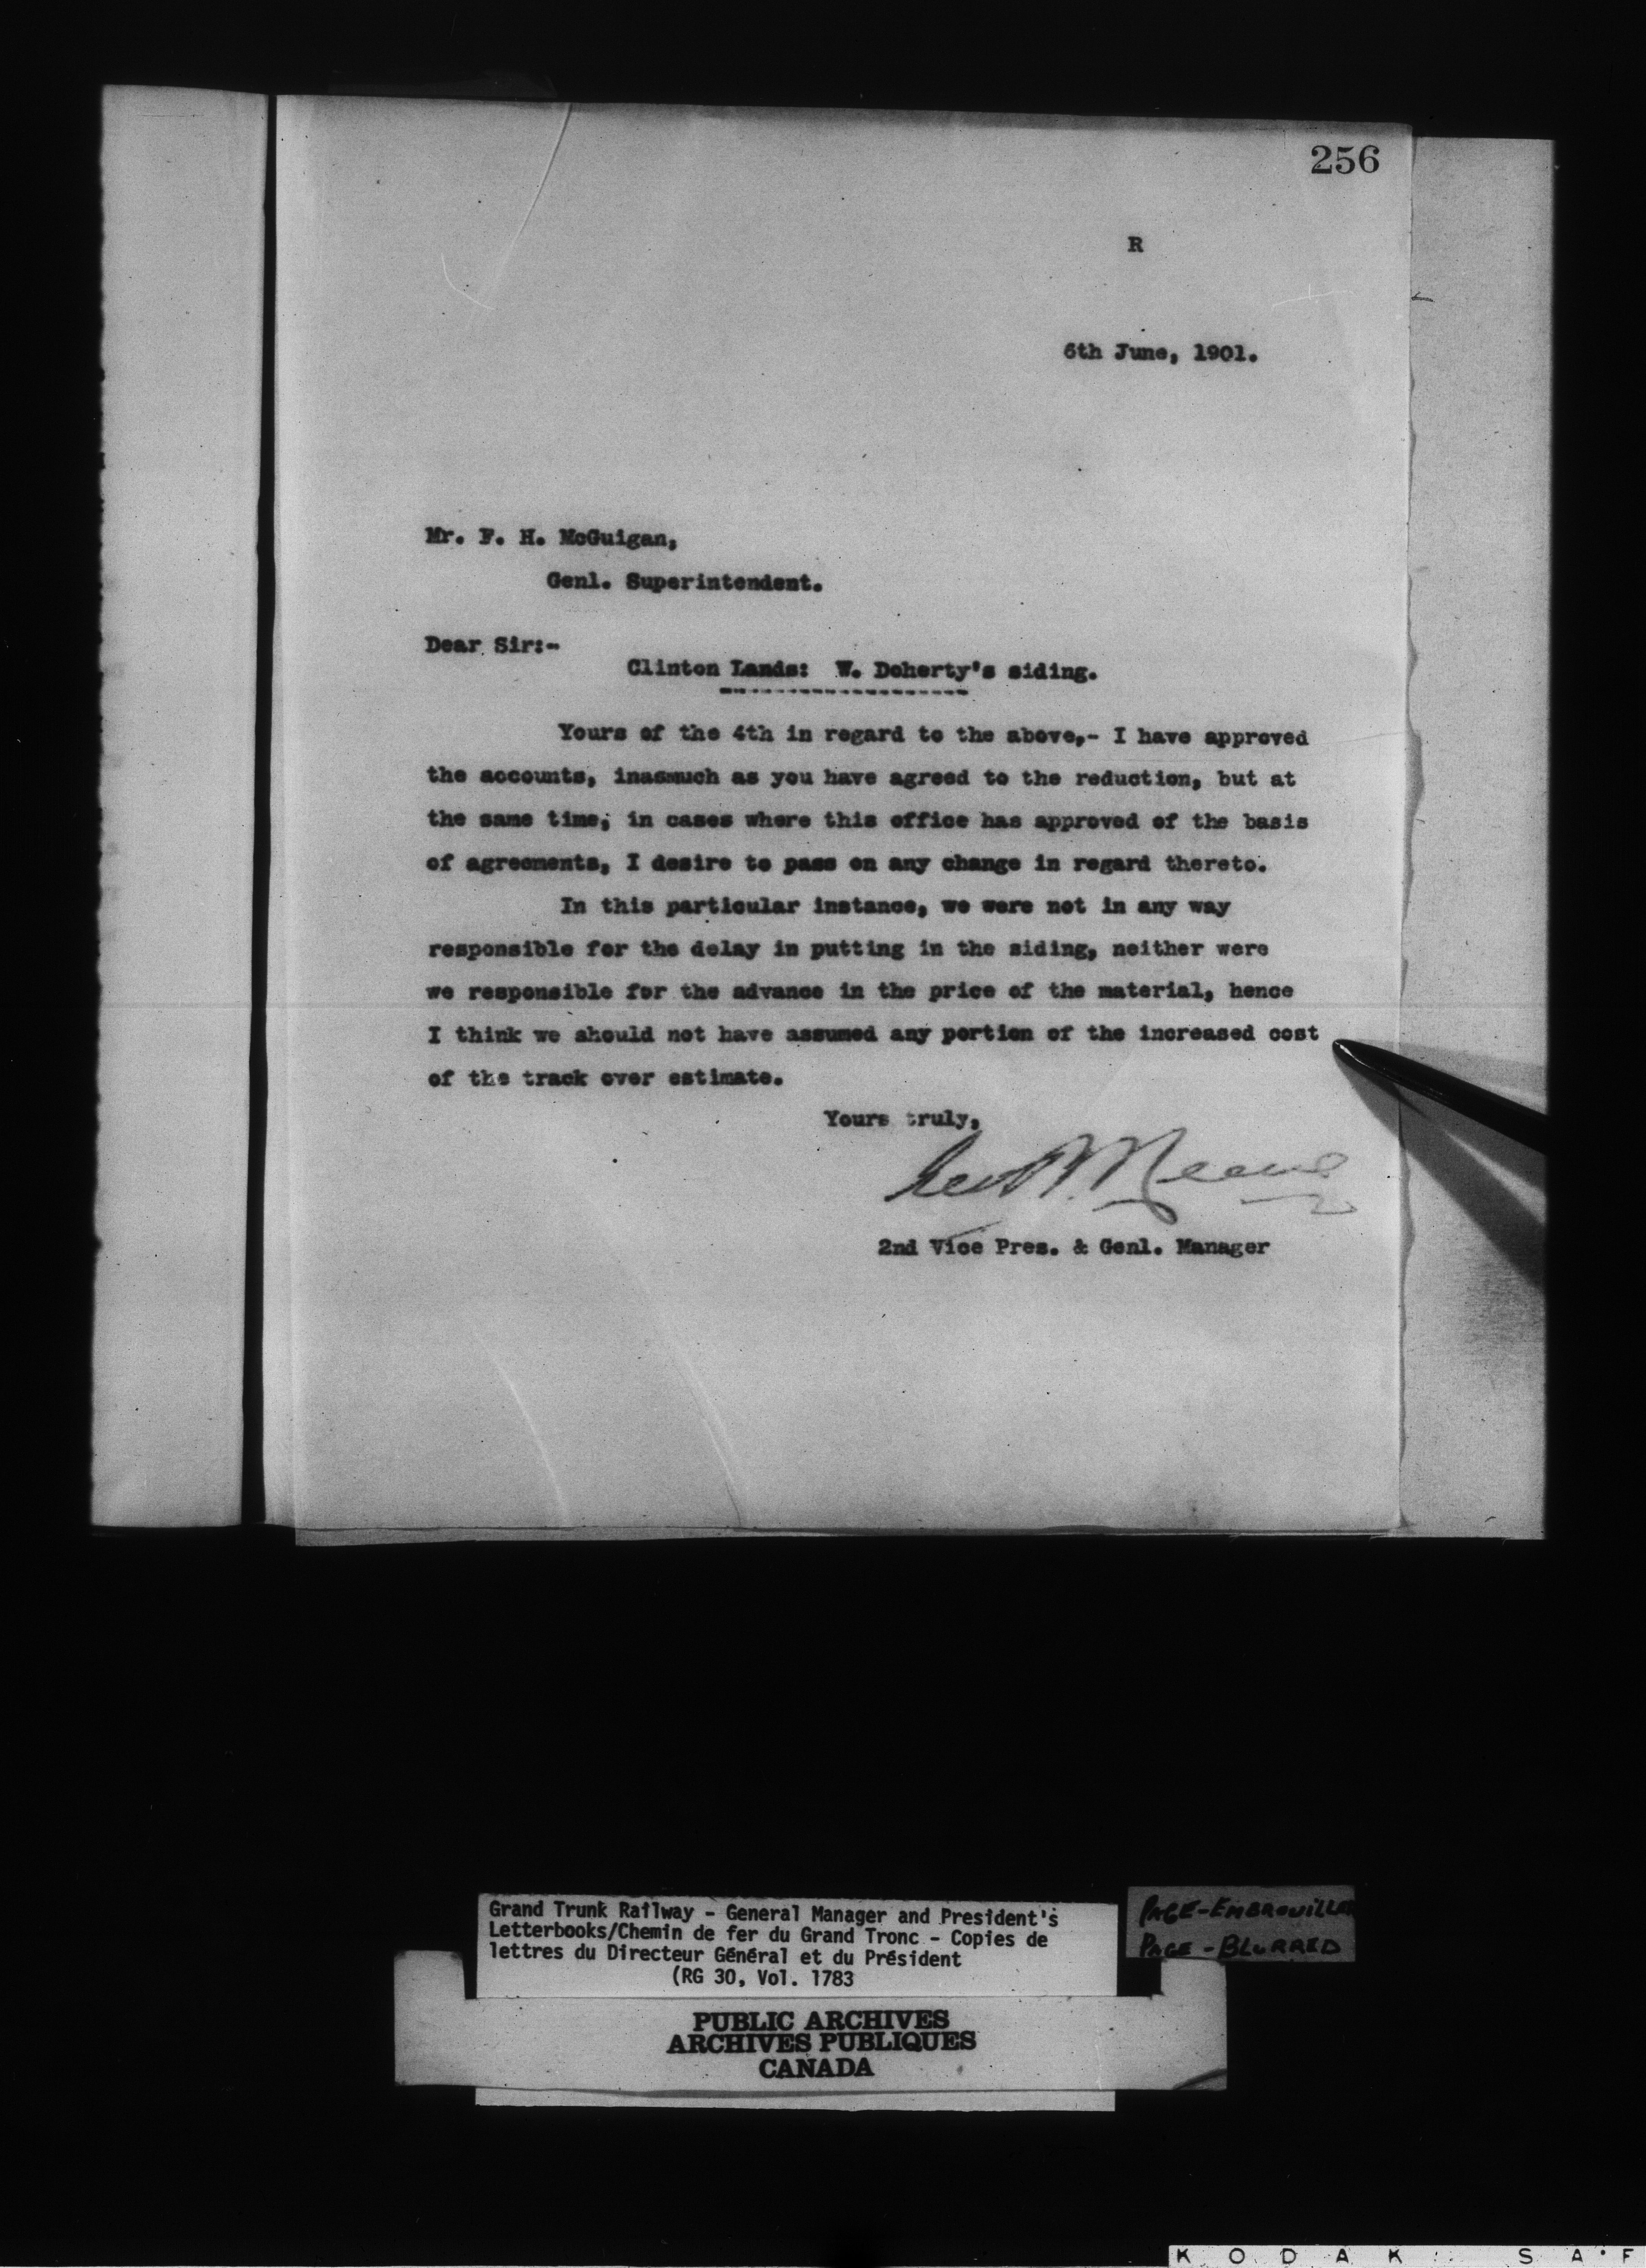 256
R
6th June, 1901.
Mr. F. H. McGuigan,
Genl. Superintendent.
Dear Sir:-
Clinton Lands: W. Doherty's siding.
Yours of the 4th in regard to the above,- I have approved
the accounts, inasmuch as you have agreed to the reduction, but at
the same time, in cases where this office has approved of the basis
of agreements, I desire to pass on any change in regard thereto.
In this particular instance, we were not in any way
responsible for the delay in putting in the siding, neither were
we responsible for the advance in the price of the material, hence
I think we should not have assumed any portion of the increased cost
of the track over estimate.
Yours truly,
2nd Vice Pres. & Genl. Manager
Grand Trunk Railway - General Manager and President's
Letterbooks/Chemin de fer du Grand Tronc - Copies de
lettres du Directeur Général et du Président
(RG 30, Vol. 1783
PAGE-EMBROUILLER
PAGE-BLURRED
PUBLIC ARCHIVES
ARCHIVES PUBLIQUES
CANADA
KODAK SAF